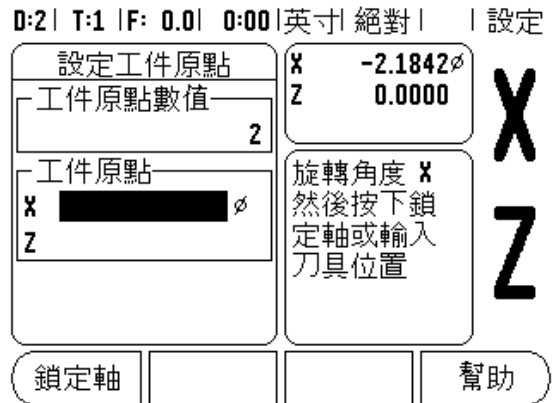 D:2| T:1 |F: 0.0| 0:00|英寸| 絕對| |設定
設定工件原點
工件原點數值
2
工件原點
X ⌀
Z
X -2.1842⌀
Z 0.0000
旋轉角度 X
然後按下鎖
定軸或輸入
刀具位置
X
Z
鎖定軸
幫助